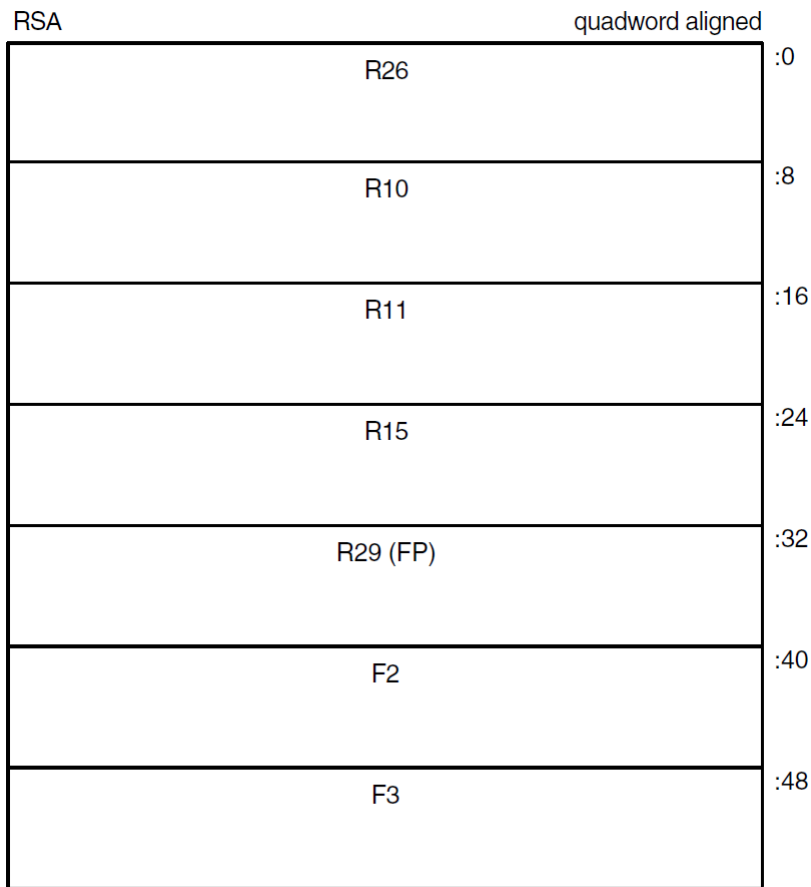 RSA quadword aligned
:0
R26
:8
R10
:16
R11
:24
R15
:32
R29 (FP)
:40
F2
:48
F3